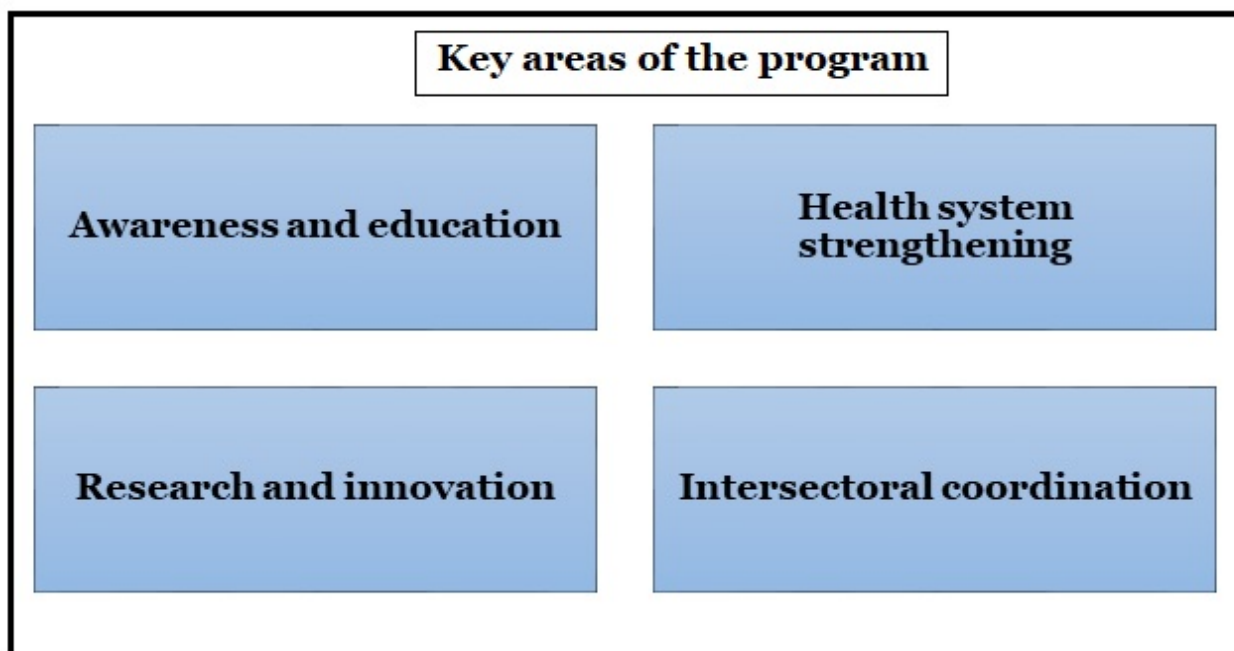 Key areas of the program
Awareness and education
Health system
strengthening
Research and innovation
Intersectoral coordination